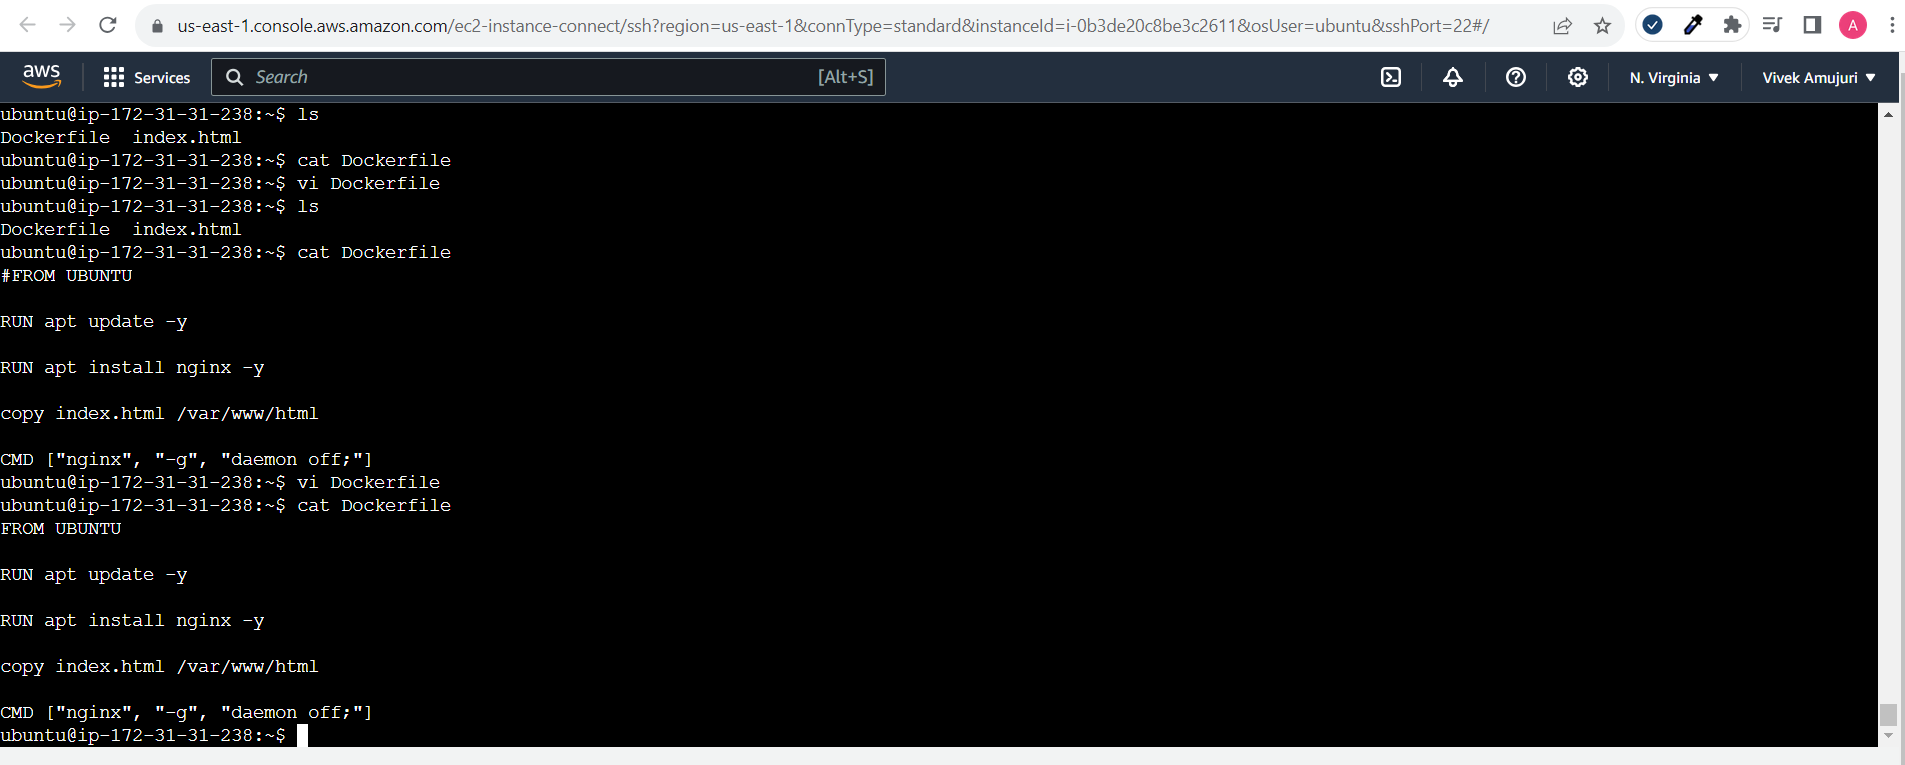 us-east-1.console.aws.amazon.com/ec2-instance-connect/ssh?region=us-east-1&connType=standard&instanceId=i-0b3de20c8be3c2611&osUser=ubuntu&sshPort=22#/
A
aws Services Search [Alt+S] N. Virginia ▼ Vivek Amujuri ▼
ubuntu@ip-172-31-31-238:~$ ls
Dockerfile  index.html
ubuntu@ip-172-31-31-238:~$ cat Dockerfile
ubuntu@ip-172-31-31-238:~$ vi Dockerfile
ubuntu@ip-172-31-31-238:~$ ls
Dockerfile  index.html
ubuntu@ip-172-31-31-238:~$ cat Dockerfile
#FROM UBUNTU
RUN apt update -y
RUN apt install nginx -y
copy index.html /var/www/html
CMD ["nginx", "-g", "daemon off;"]
ubuntu@ip-172-31-31-238:~$ vi Dockerfile
ubuntu@ip-172-31-31-238:~$ cat Dockerfile
FROM UBUNTU
RUN apt update -y
RUN apt install nginx -y
copy index.html /var/www/html
CMD ["nginx", "-g", "daemon off;"]
ubuntu@ip-172-31-31-238:~$